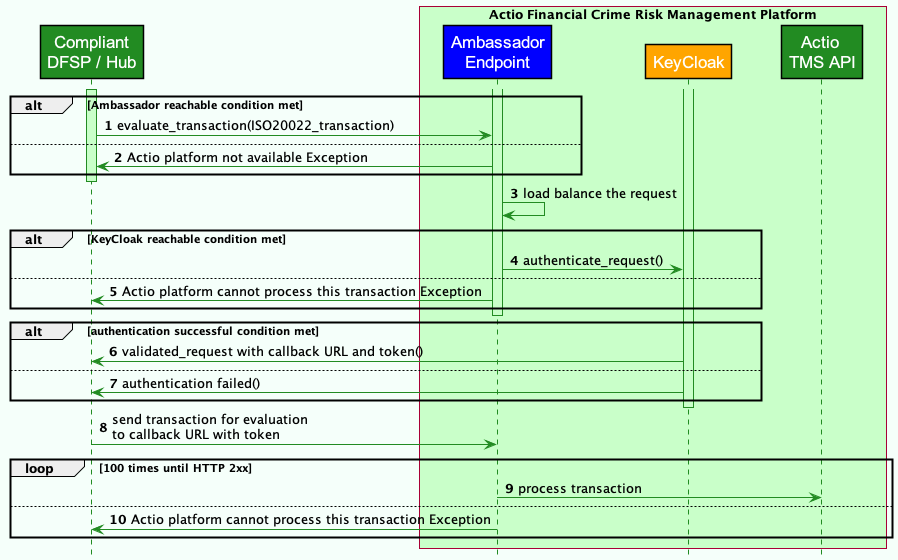 Actio Financial Crime Risk Management Platform
Compliant
DFSP / Hub
Ambassador
Endpoint
KeyCloak
Actio
TMS API
alt [Ambassador reachable condition met]
1 evaluate_transaction(ISO20022_transaction)
2 Actio platform not available Exception
3 load balance the request
alt [KeyCloak reachable condition met]
4 authenticate_request()
5 Actio platform cannot process this transaction Exception
alt [authentication successful condition met]
6 validated_request with callback URL and token()
7 authentication failed()
8 send transaction for evaluation
to callback URL with token
loop [100 times until HTTP 2xx]
9 process transaction
10 Actio platform cannot process this transaction Exception